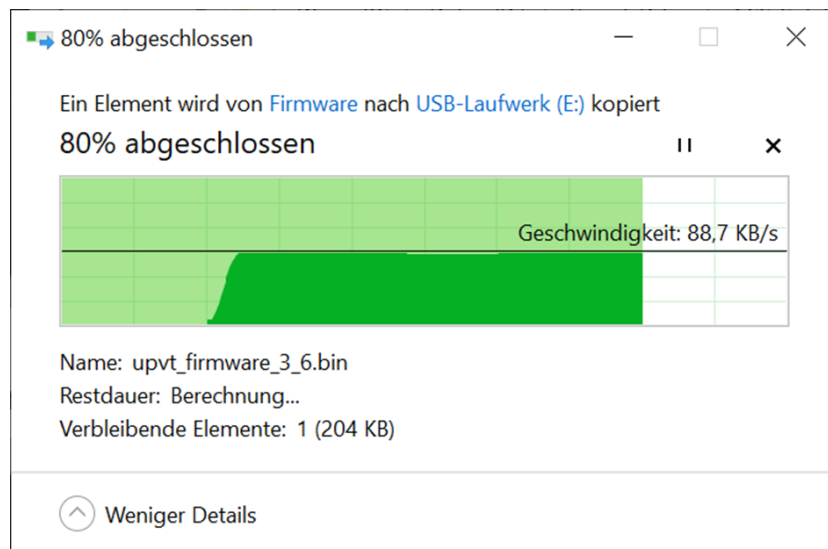 80% abgeschlossen
Ein Element wird von Firmware nach USB-Laufwerk (E:) kopiert
80% abgeschlossen
Geschwindigkeit: 88,7 KB/s
Name: upvt_firmware_3_6.bin
Restdauer: Berechnung...
Verbleibende Elemente: 1 (204 KB)
Weniger Details